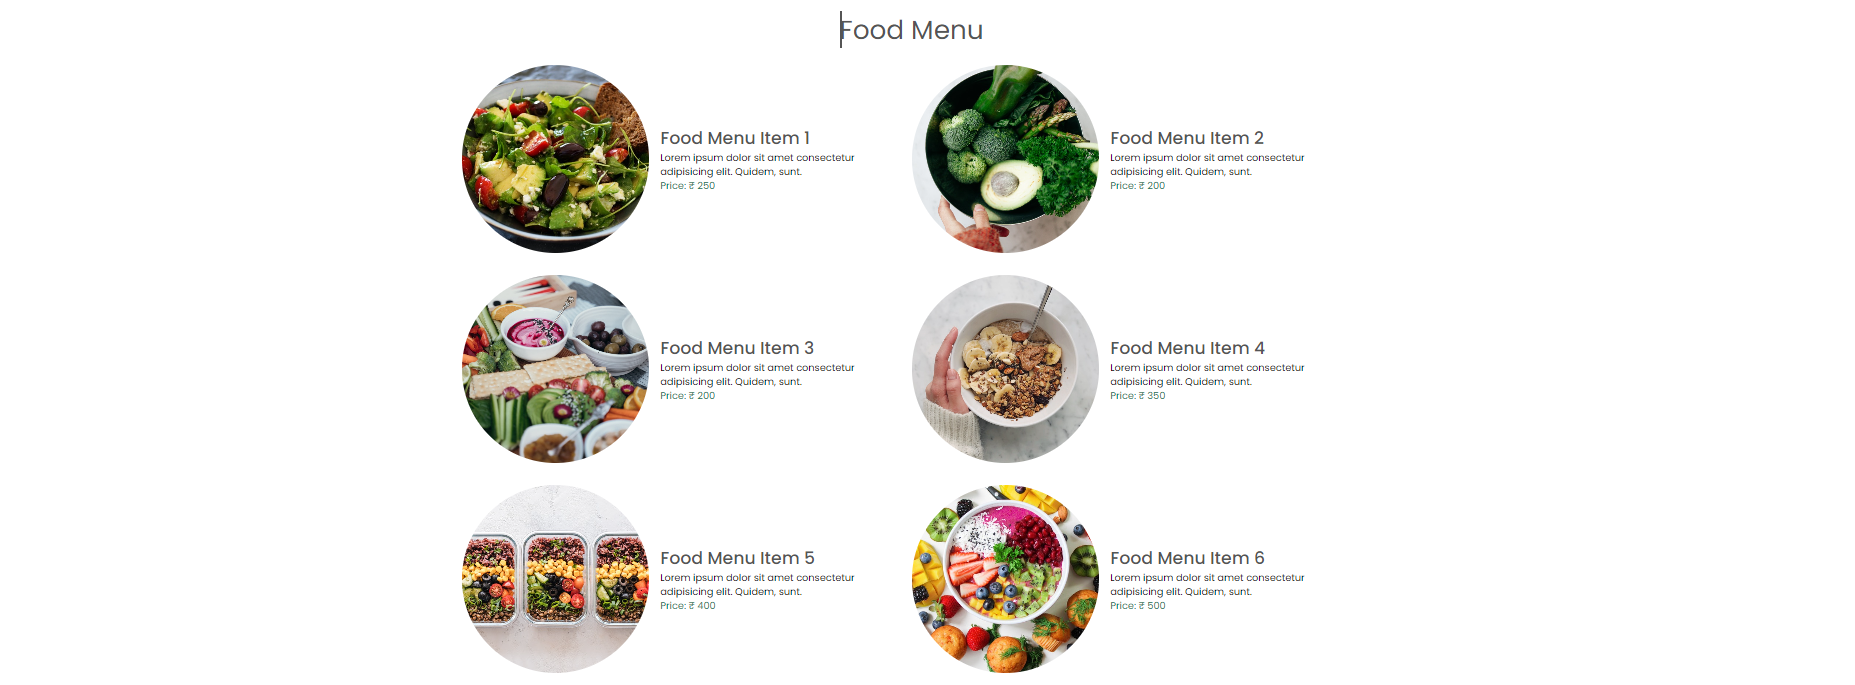 Food Menu
Food Menu Item 1
Lorem ipsum dolor sit amet consectetur
adipisicing elit. Quidem, sunt.
Price: ₹ 250
Food Menu Item 2
Lorem ipsum dolor sit amet consectetur
adipisicing elit. Quidem, sunt.
Price: ₹ 200
Food Menu Item 3
Lorem ipsum dolor sit amet consectetur
adipisicing elit. Quidem, sunt.
Price: ₹ 200
Food Menu Item 4
Lorem ipsum dolor sit amet consectetur
adipisicing elit. Quidem, sunt.
Price: ₹ 350
Food Menu Item 5
Lorem ipsum dolor sit amet consectetur
adipisicing elit. Quidem, sunt.
Price: ₹ 400
Food Menu Item 6
Lorem ipsum dolor sit amet consectetur
adipisicing elit. Quidem, sunt.
Price: ₹ 500